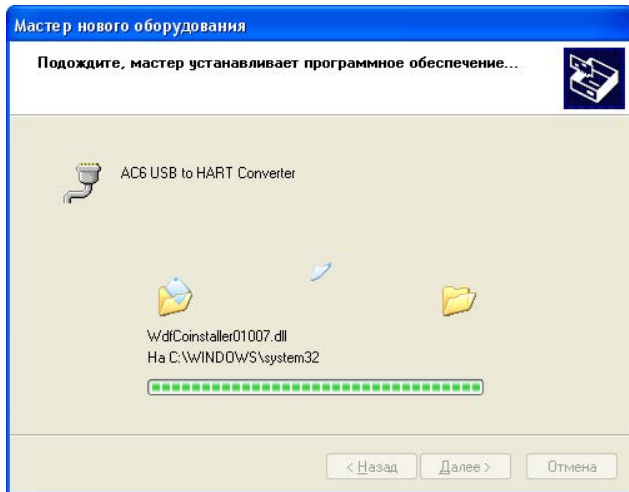 Мастер нового оборудования
Подождите, мастер устанавливает программное обеспечение...
AC6 USB to HART Converter
WdfCoinstaller01007.dll
На C:\WINDOWS\system32
< Назад
Далее >
Отмена